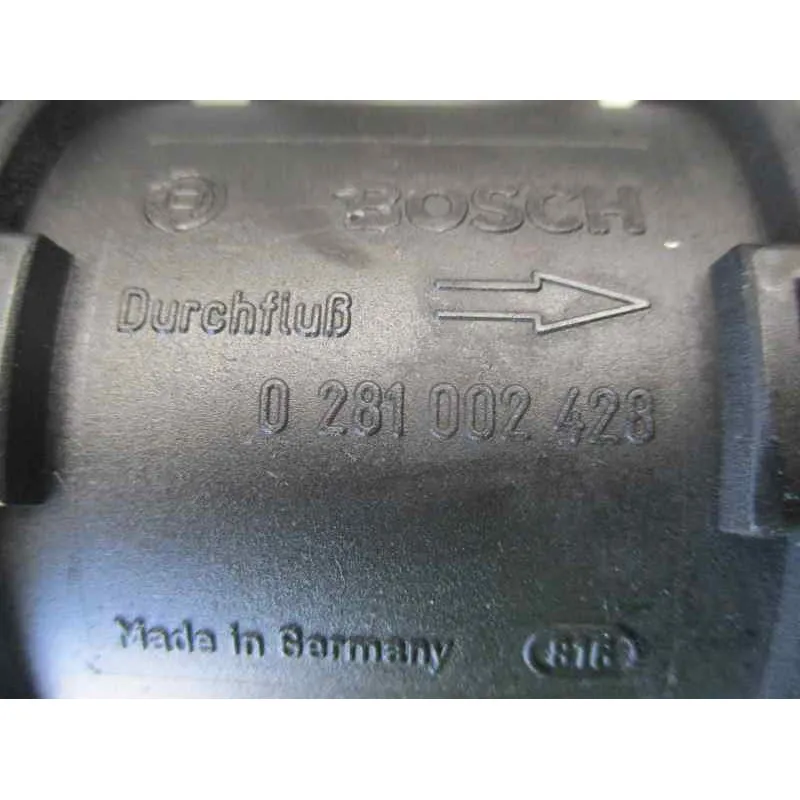 BOSCH
Durchfluß
0 281 002 428
Made in Germany